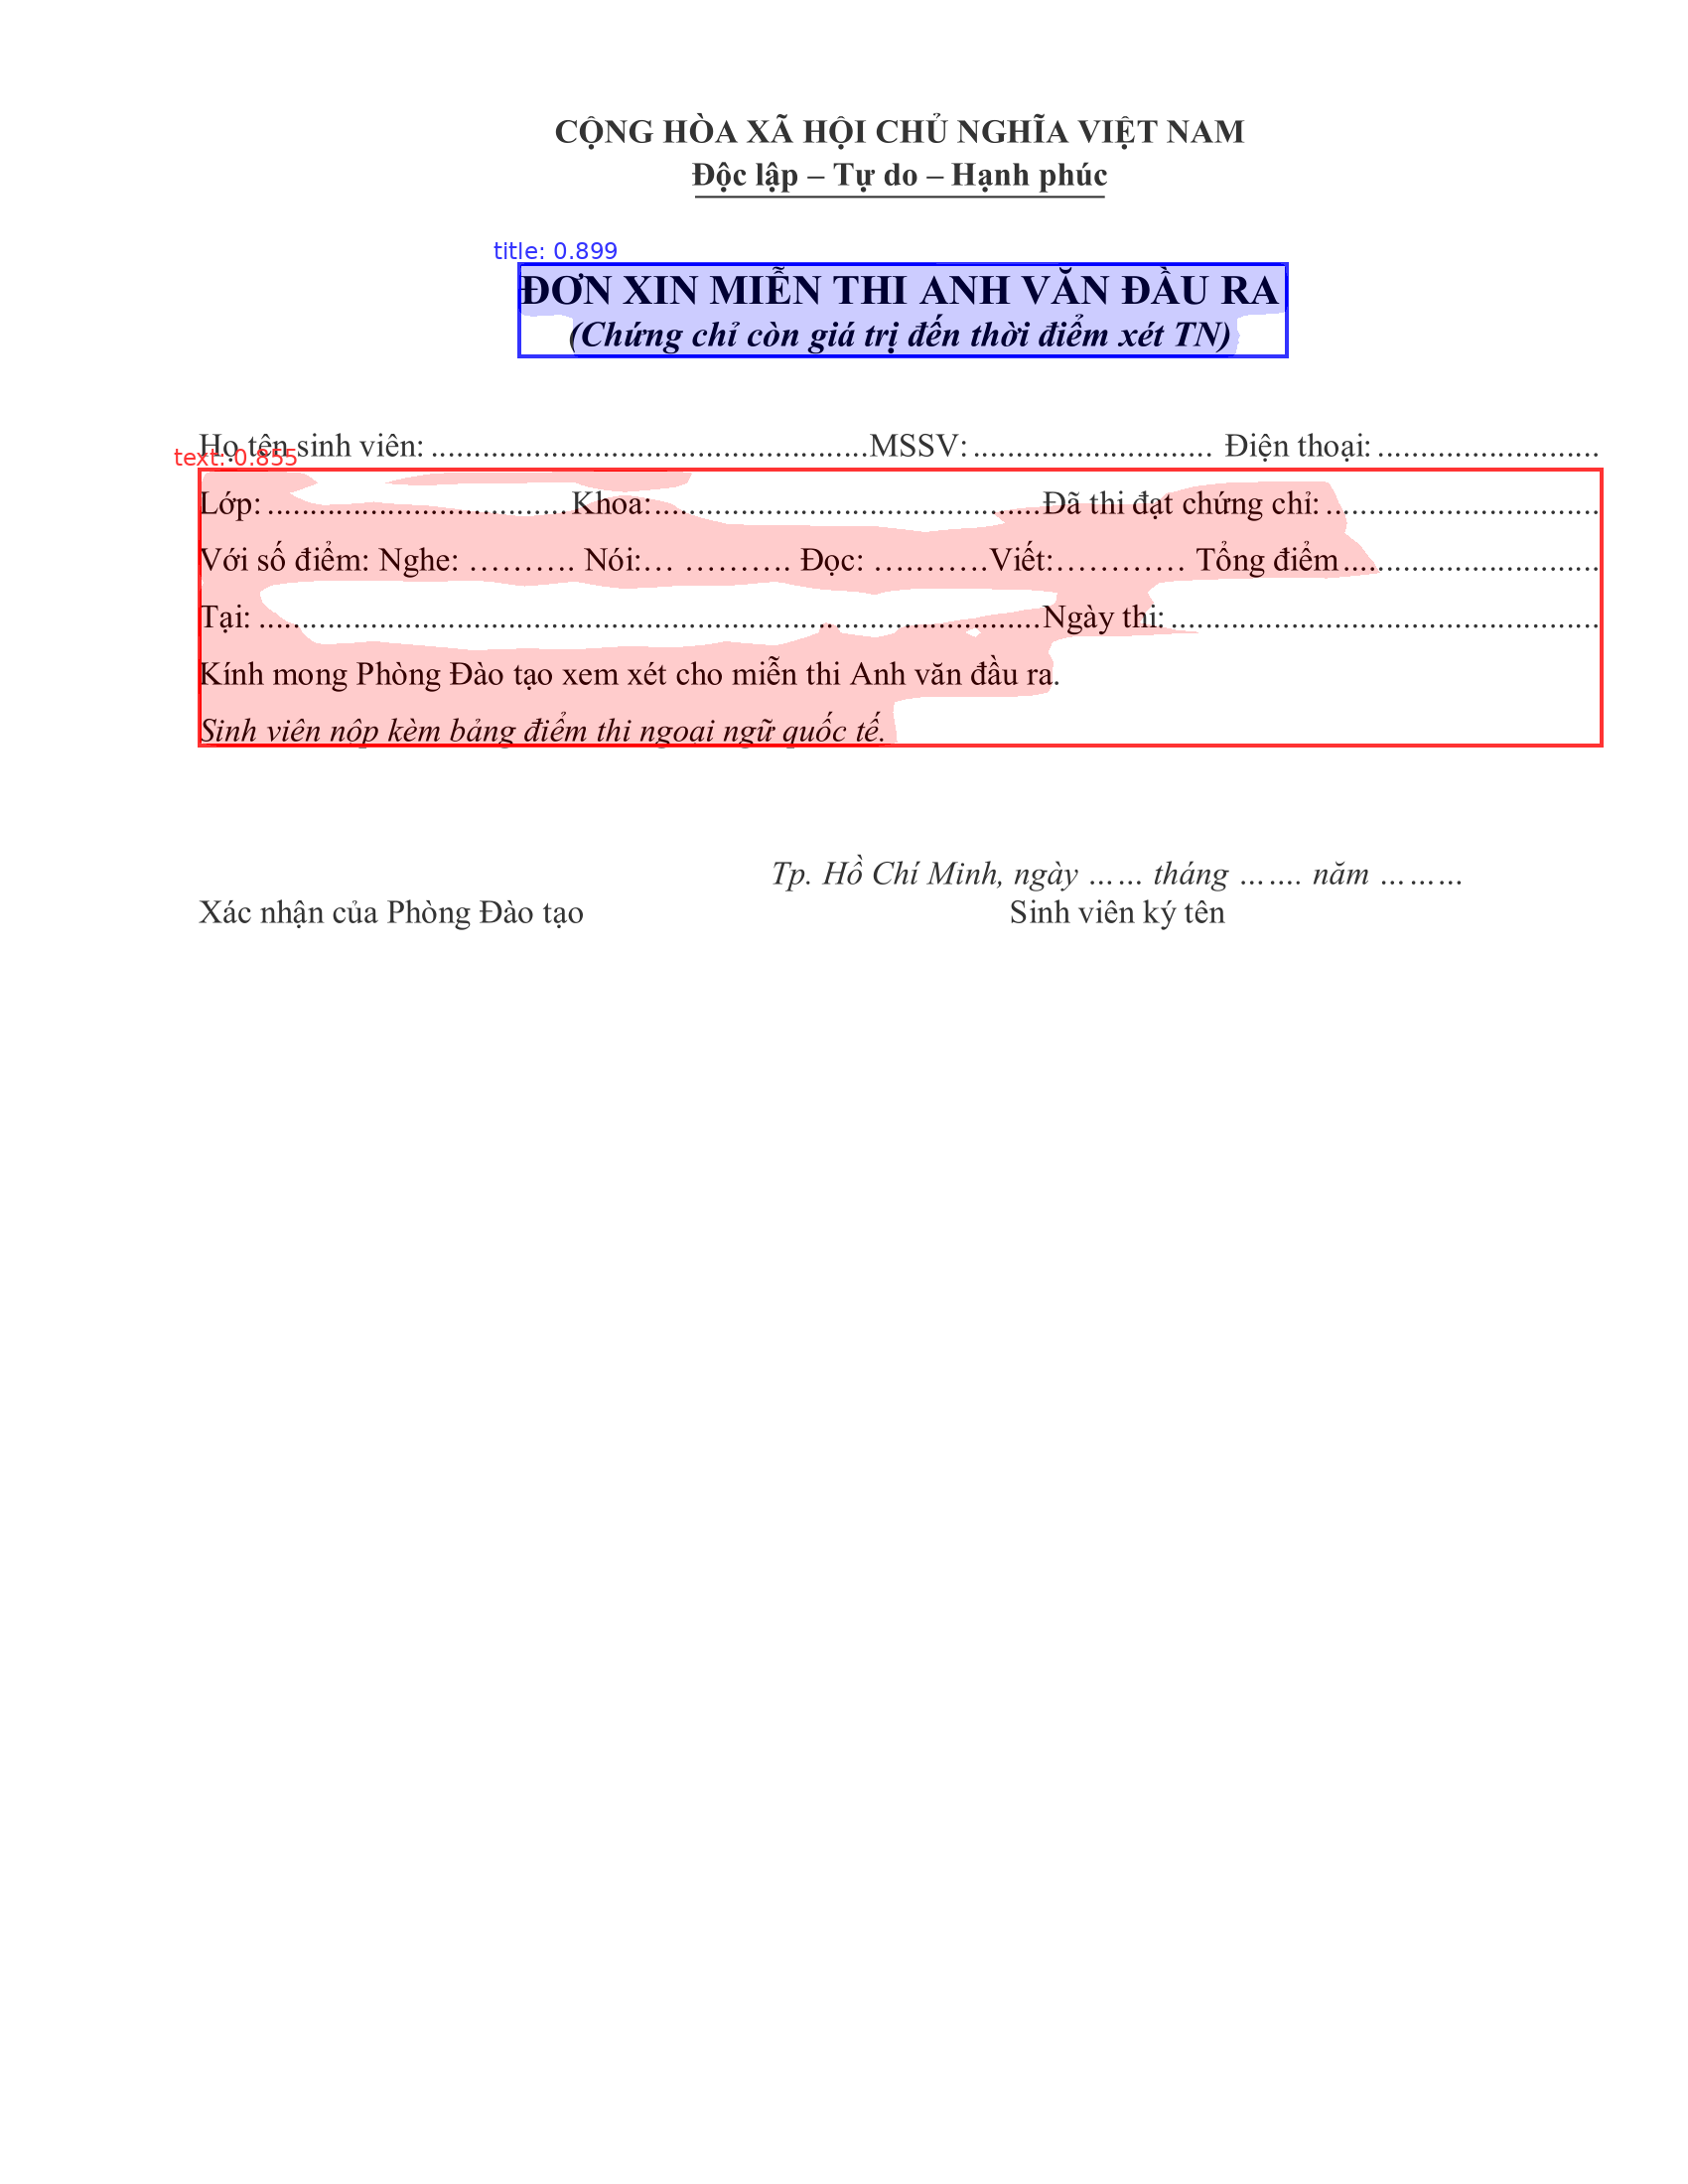 CỘNG HÒA XÃ HỘI CHỦ NGHĨA VIỆT NAM
Độc lập – Tự do – Hạnh phúc
title: 0.899
ĐƠN XIN MIỄN THI ANH VĂN ĐẦU RA
(Chứng chỉ còn giá trị đến thời điểm xét TN)
Họ tên sinh viên: ...................................................MSSV: ............................ Điện thoại: ..........................
text: 0.855
Lớp: ...................................Khoa:.............................................Đã thi đạt chứng chỉ: ................................
Với số điểm: Nghe: ………. Nói:… ………. Đọc: ………..Viết:………… Tổng điểm..............................
Tại: ...........................................................................................Ngày thi: ..................................................
Kính mong Phòng Đào tạo xem xét cho miễn thi Anh văn đầu ra.
Sinh viên nộp kèm bảng điểm thi ngoại ngữ quốc tế.
Tp. Hồ Chí Minh, ngày …… tháng ……. năm ………
Xác nhận của Phòng Đào tạo Sinh viên ký tên